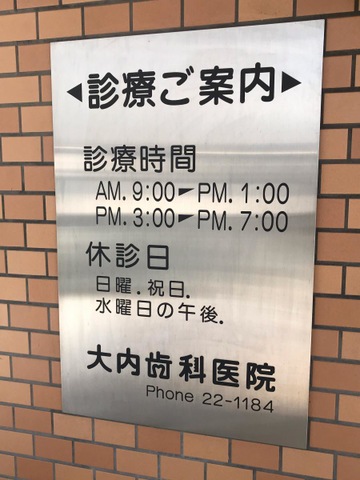 ◀診療ご案内▶
診療時間
AM. 9:00～PM. 1:00
PM. 3:00～PM. 7:00
休診日
日曜.祝日.
水曜日の午後.
大内歯科医院
Phone 22-1184